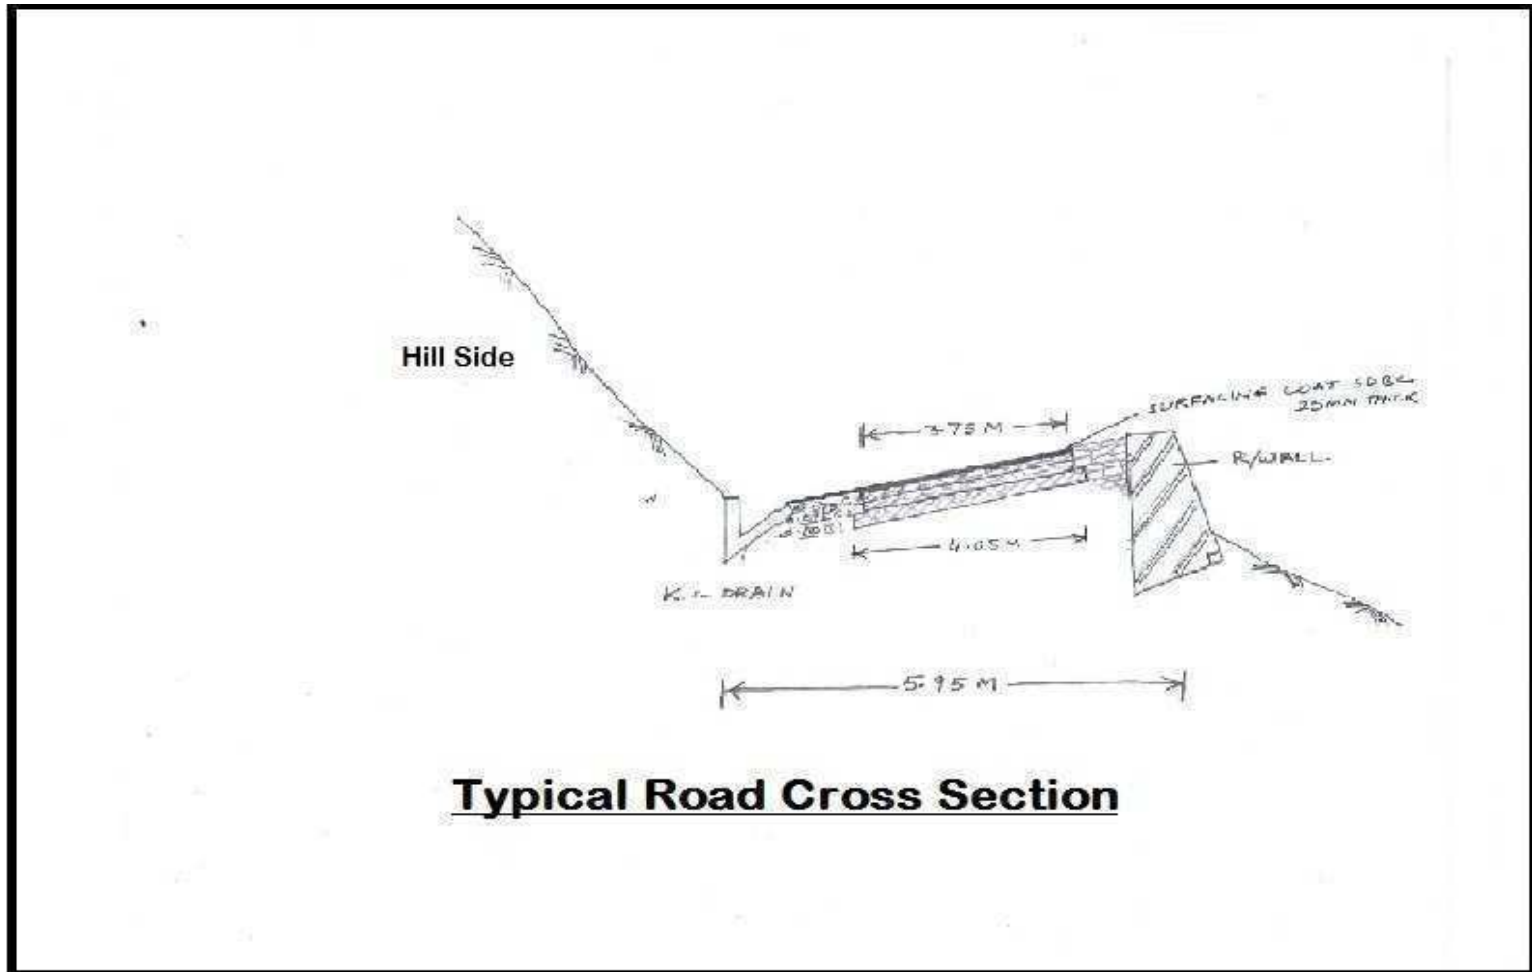 Hill Side
SURFACING COAT SDBC
25MM THICK
3.75 M
R/WALL.
4.05 M
DRAIN
5.95 M
Typical Road Cross Section